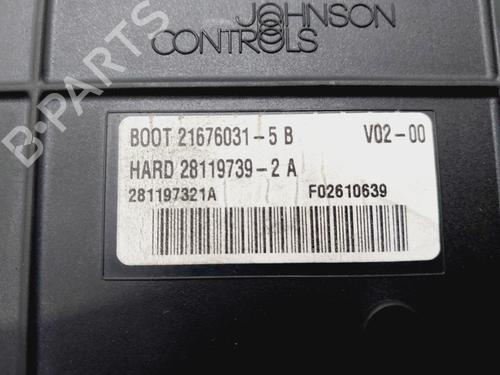 JOHNSON
CONTROLS
BOOT 21676031-5 B V02-00
HARD 28119739-2 A
281197321A F02610639
B-PARTS